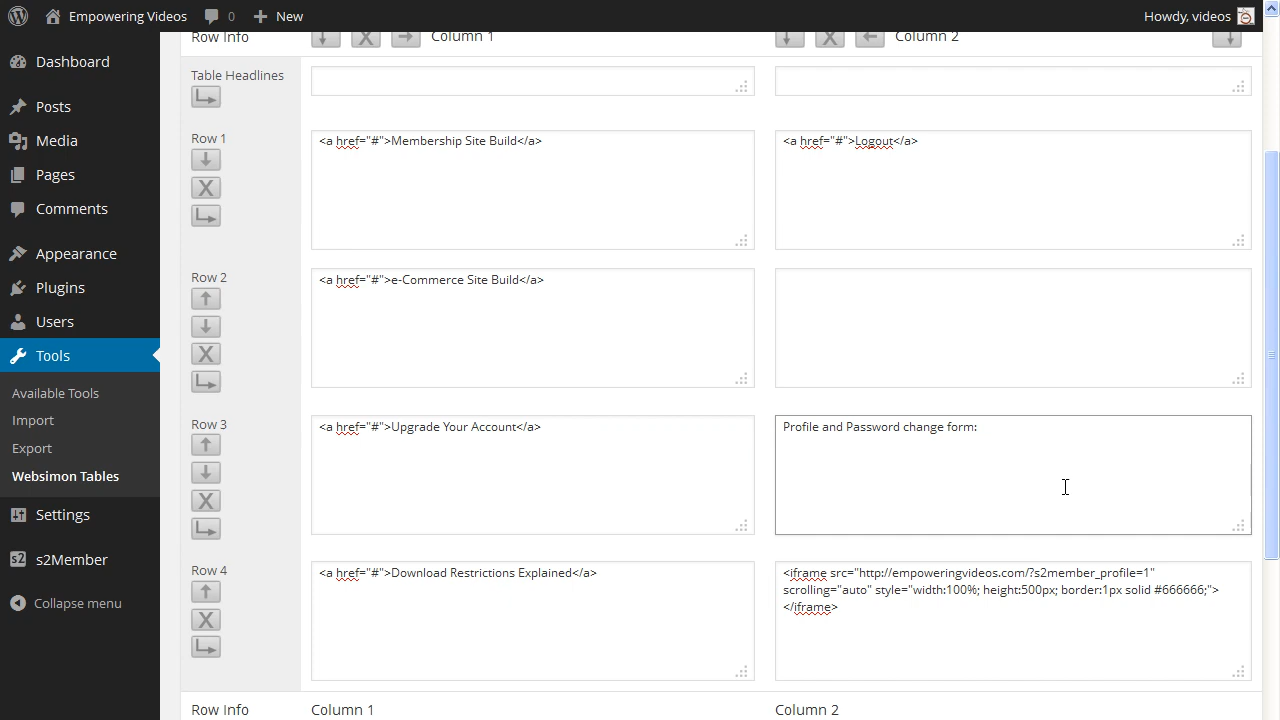 Empowering Videos
0
New
Howdy, videos
Dashboard
Posts
Media
Pages
Comments
Appearance
Plugins
Users
Tools
Available Tools
Import
Export
Websimon Tables
Settings
s2
s2Member
Collapse menu
Row Info
X
Column 1
X
Column 2
Table Headlines
Row 1
X
<a href="#">Membership Site Build</a>
<a href="#">Logout</a>
Row 2
X
<a href="#">e-Commerce Site Build</a>
Row 3
X
<a href="#">Upgrade Your Account</a>
Profile and Password change form:
Row 4
X
<a href="#">Download Restrictions Explained</a>
<iframe src="http://empoweringvideos.com/?s2member_profile=1"
scrolling="auto" style="width:100%; height:500px; border:1px solid #666666;">
</iframe>
Row Info
Column 1
Column 2